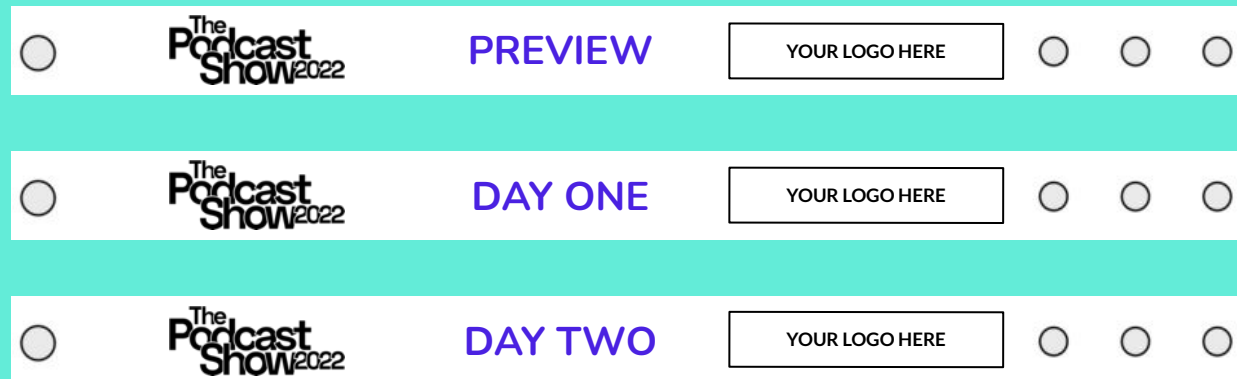 The
Podcast
Show2022
PREVIEW
YOUR LOGO HERE
The
Podcast
Show2022
DAY ONE
YOUR LOGO HERE
The
Podcast
Show2022
DAY TWO
YOUR LOGO HERE